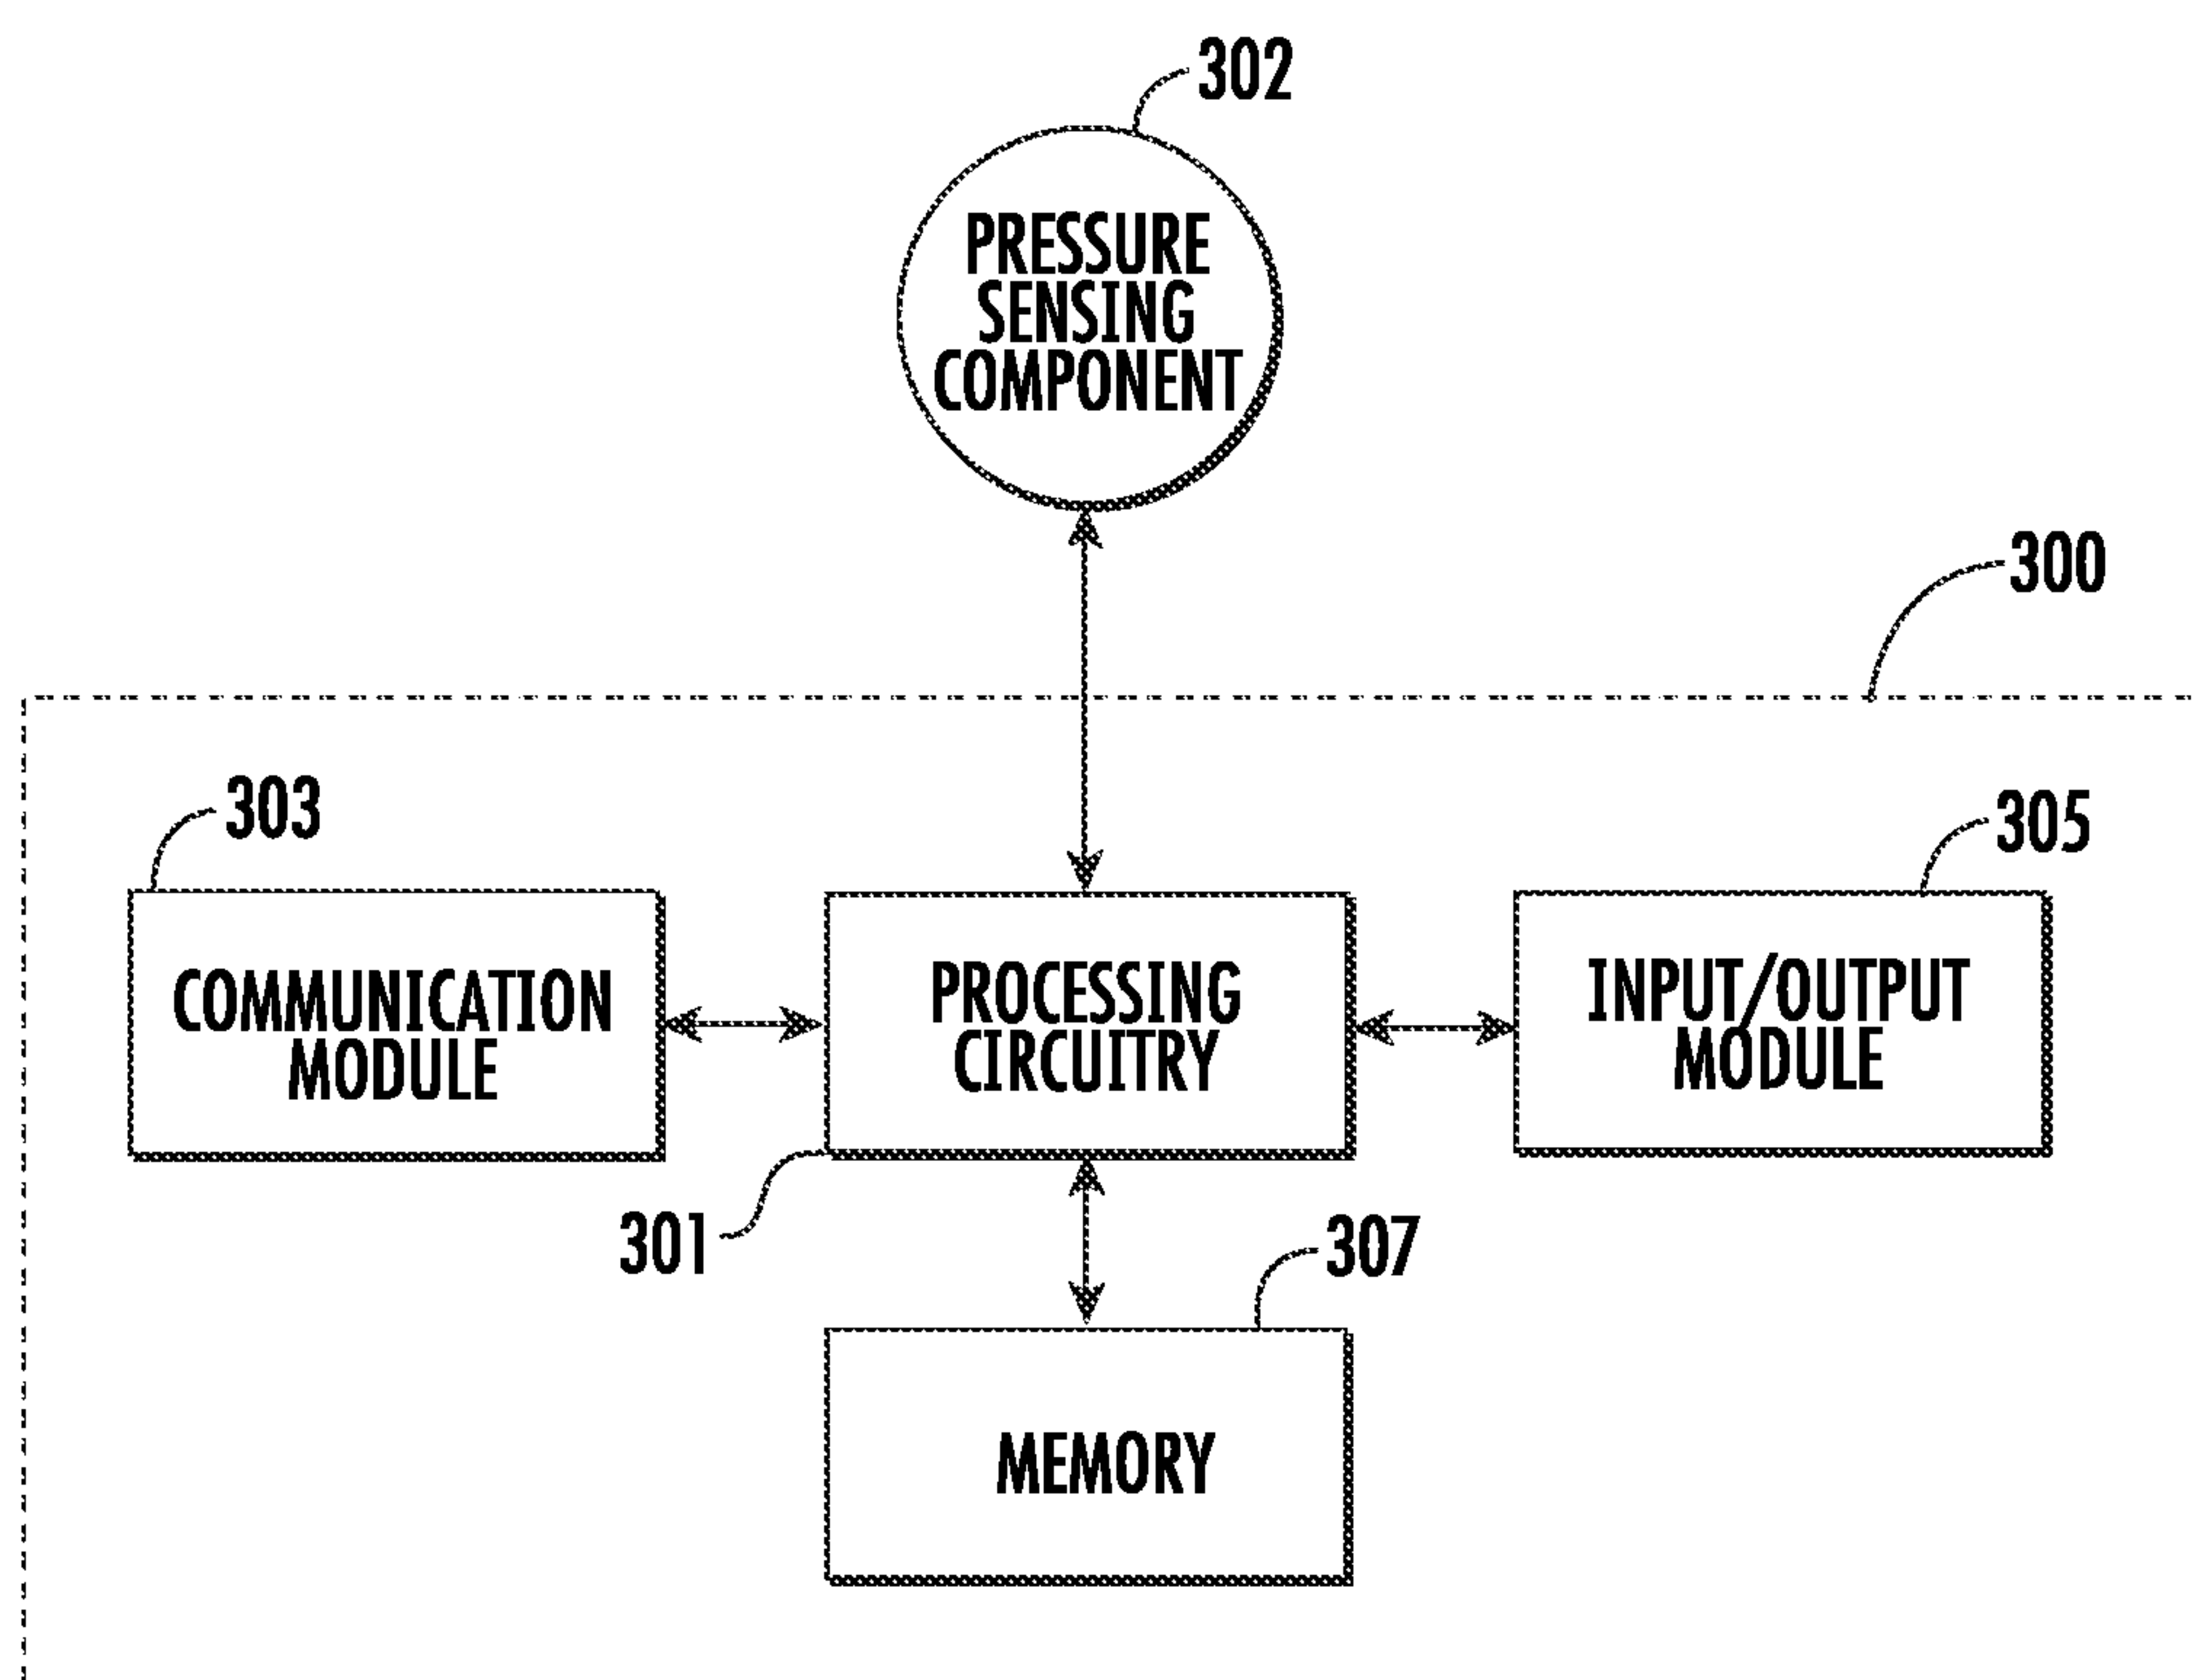 302
PRESSURE
SENSING
COMPONENT
300
303
305
COMMUNICATION
MODULE
PROCESSING
CIRCUITRY
INPUT/OUTPUT
MODULE
301
307
MEMORY